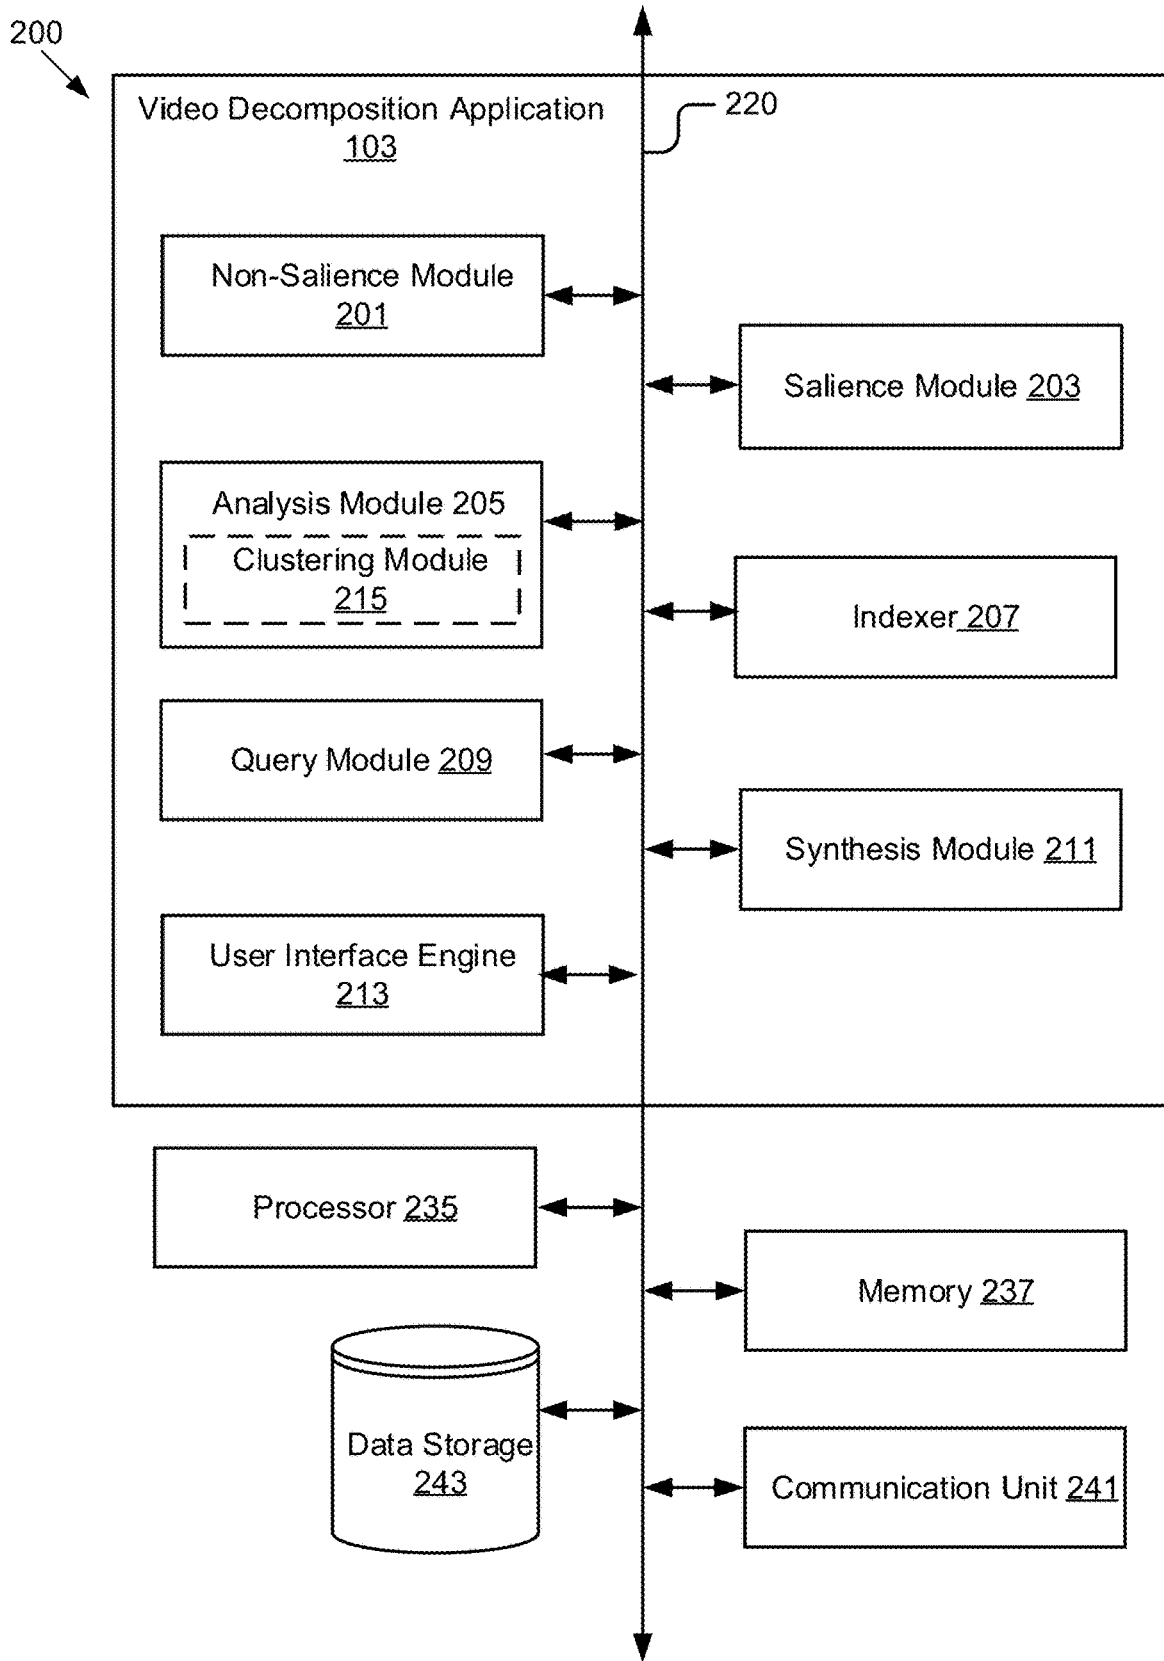 200
Video Decomposition Application
103
220
Non-Salience Module
201
Salience Module 203
Analysis Module 205
Clustering Module
215
Indexer 207
Query Module 209
Synthesis Module 211
User Interface Engine
213
Processor 235
Memory 237
Data Storage
243
Communication Unit 241